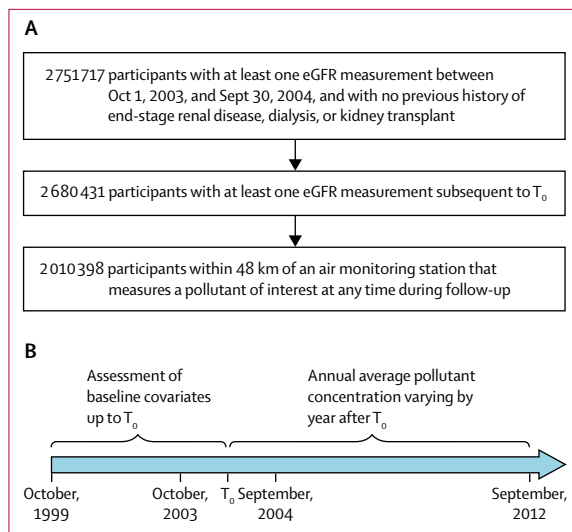 A
2751717 participants with at least one eGFR measurement between
Oct 1, 2003, and Sept 30, 2004, and with no previous history of
end-stage renal disease, dialysis, or kidney transplant
2680431 participants with at least one eGFR measurement subsequent to T₀
2010398 participants within 48 km of an air monitoring station that
measures a pollutant of interest at any time during follow-up
B
Assessment of
baseline covariates
up to T₀
Annual average pollutant
concentration varying by
year after T₀
October,
1999
October,
2003
T₀
September,
2004
September,
2012